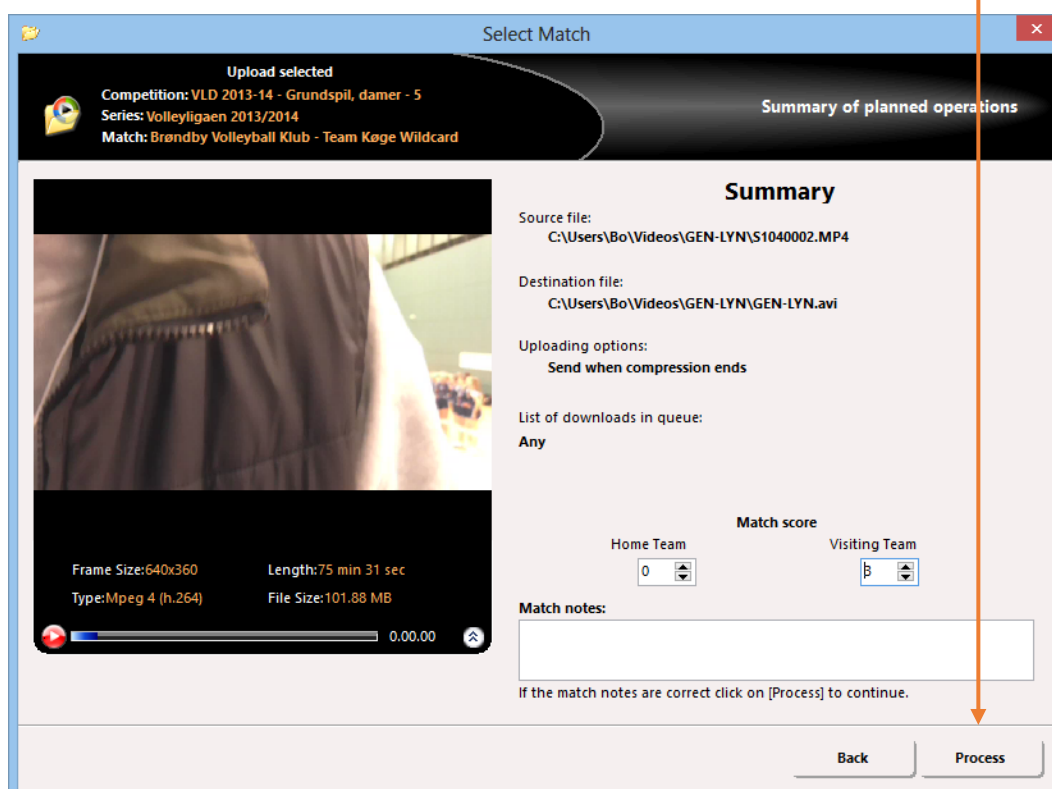 Select Match
Upload selected
Competition: VLD 2013-14 - Grundspil, damer - 5
Series: Volleyligaen 2013/2014
Match: Brøndby Volleyball Klub - Team Køge Wildcard
Summary of planned operations
Summary
Source file:
C:\Users\Bo\Videos\GEN-LYN\S1040002.MP4
Destination file:
C:\Users\Bo\Videos\GEN-LYN\GEN-LYN.avi
Uploading options:
Send when compression ends
List of downloads in queue:
Any
Match score
Home Team Visiting Team
0 3
Frame Size:640x360 Length:75 min 31 sec
Type:Mpeg 4 (h.264) File Size:101.88 MB
0.00.00
Match notes:
If the match notes are correct click on [Process] to continue.
Back Process